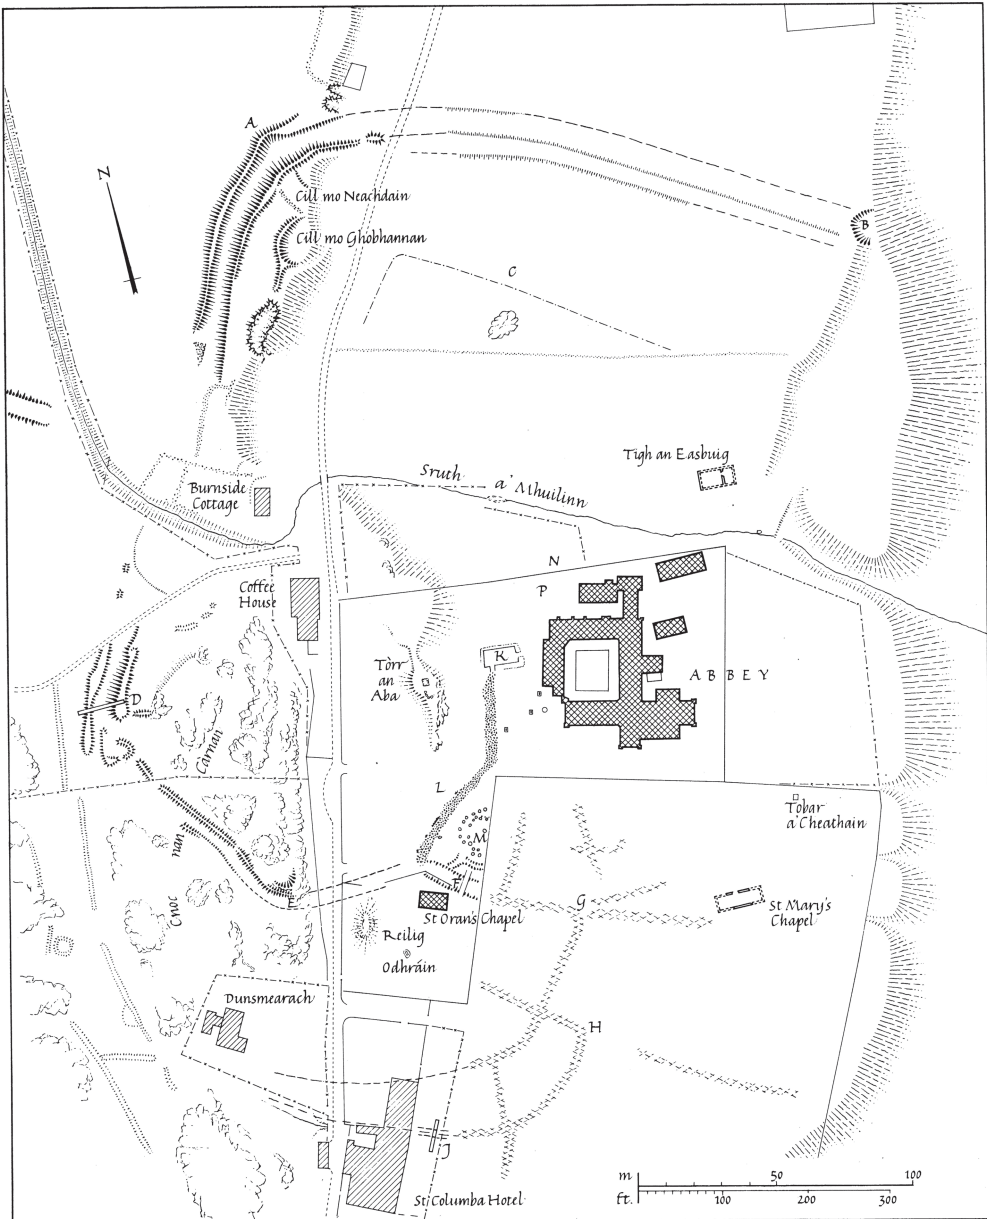 A
N
Cill mo Neachdain
Cill mo Ghobhannan
B
C
Tigh an Easbuig
Sruth
a' Mhuilinn
Burnside
Cottage
N
P
Coffee
House
K
Tòrr
an
Aba
ABBEY
D
Carnan
L
Tobar
a' Cheathain
M
nan
F
E
G
St Mary's
Chapel
Cnoc
St Oran's Chapel
Reilig
Odhráin
Dunsmearach
H
J
St Columba Hotel
m
50
100
ft.
100
200
300